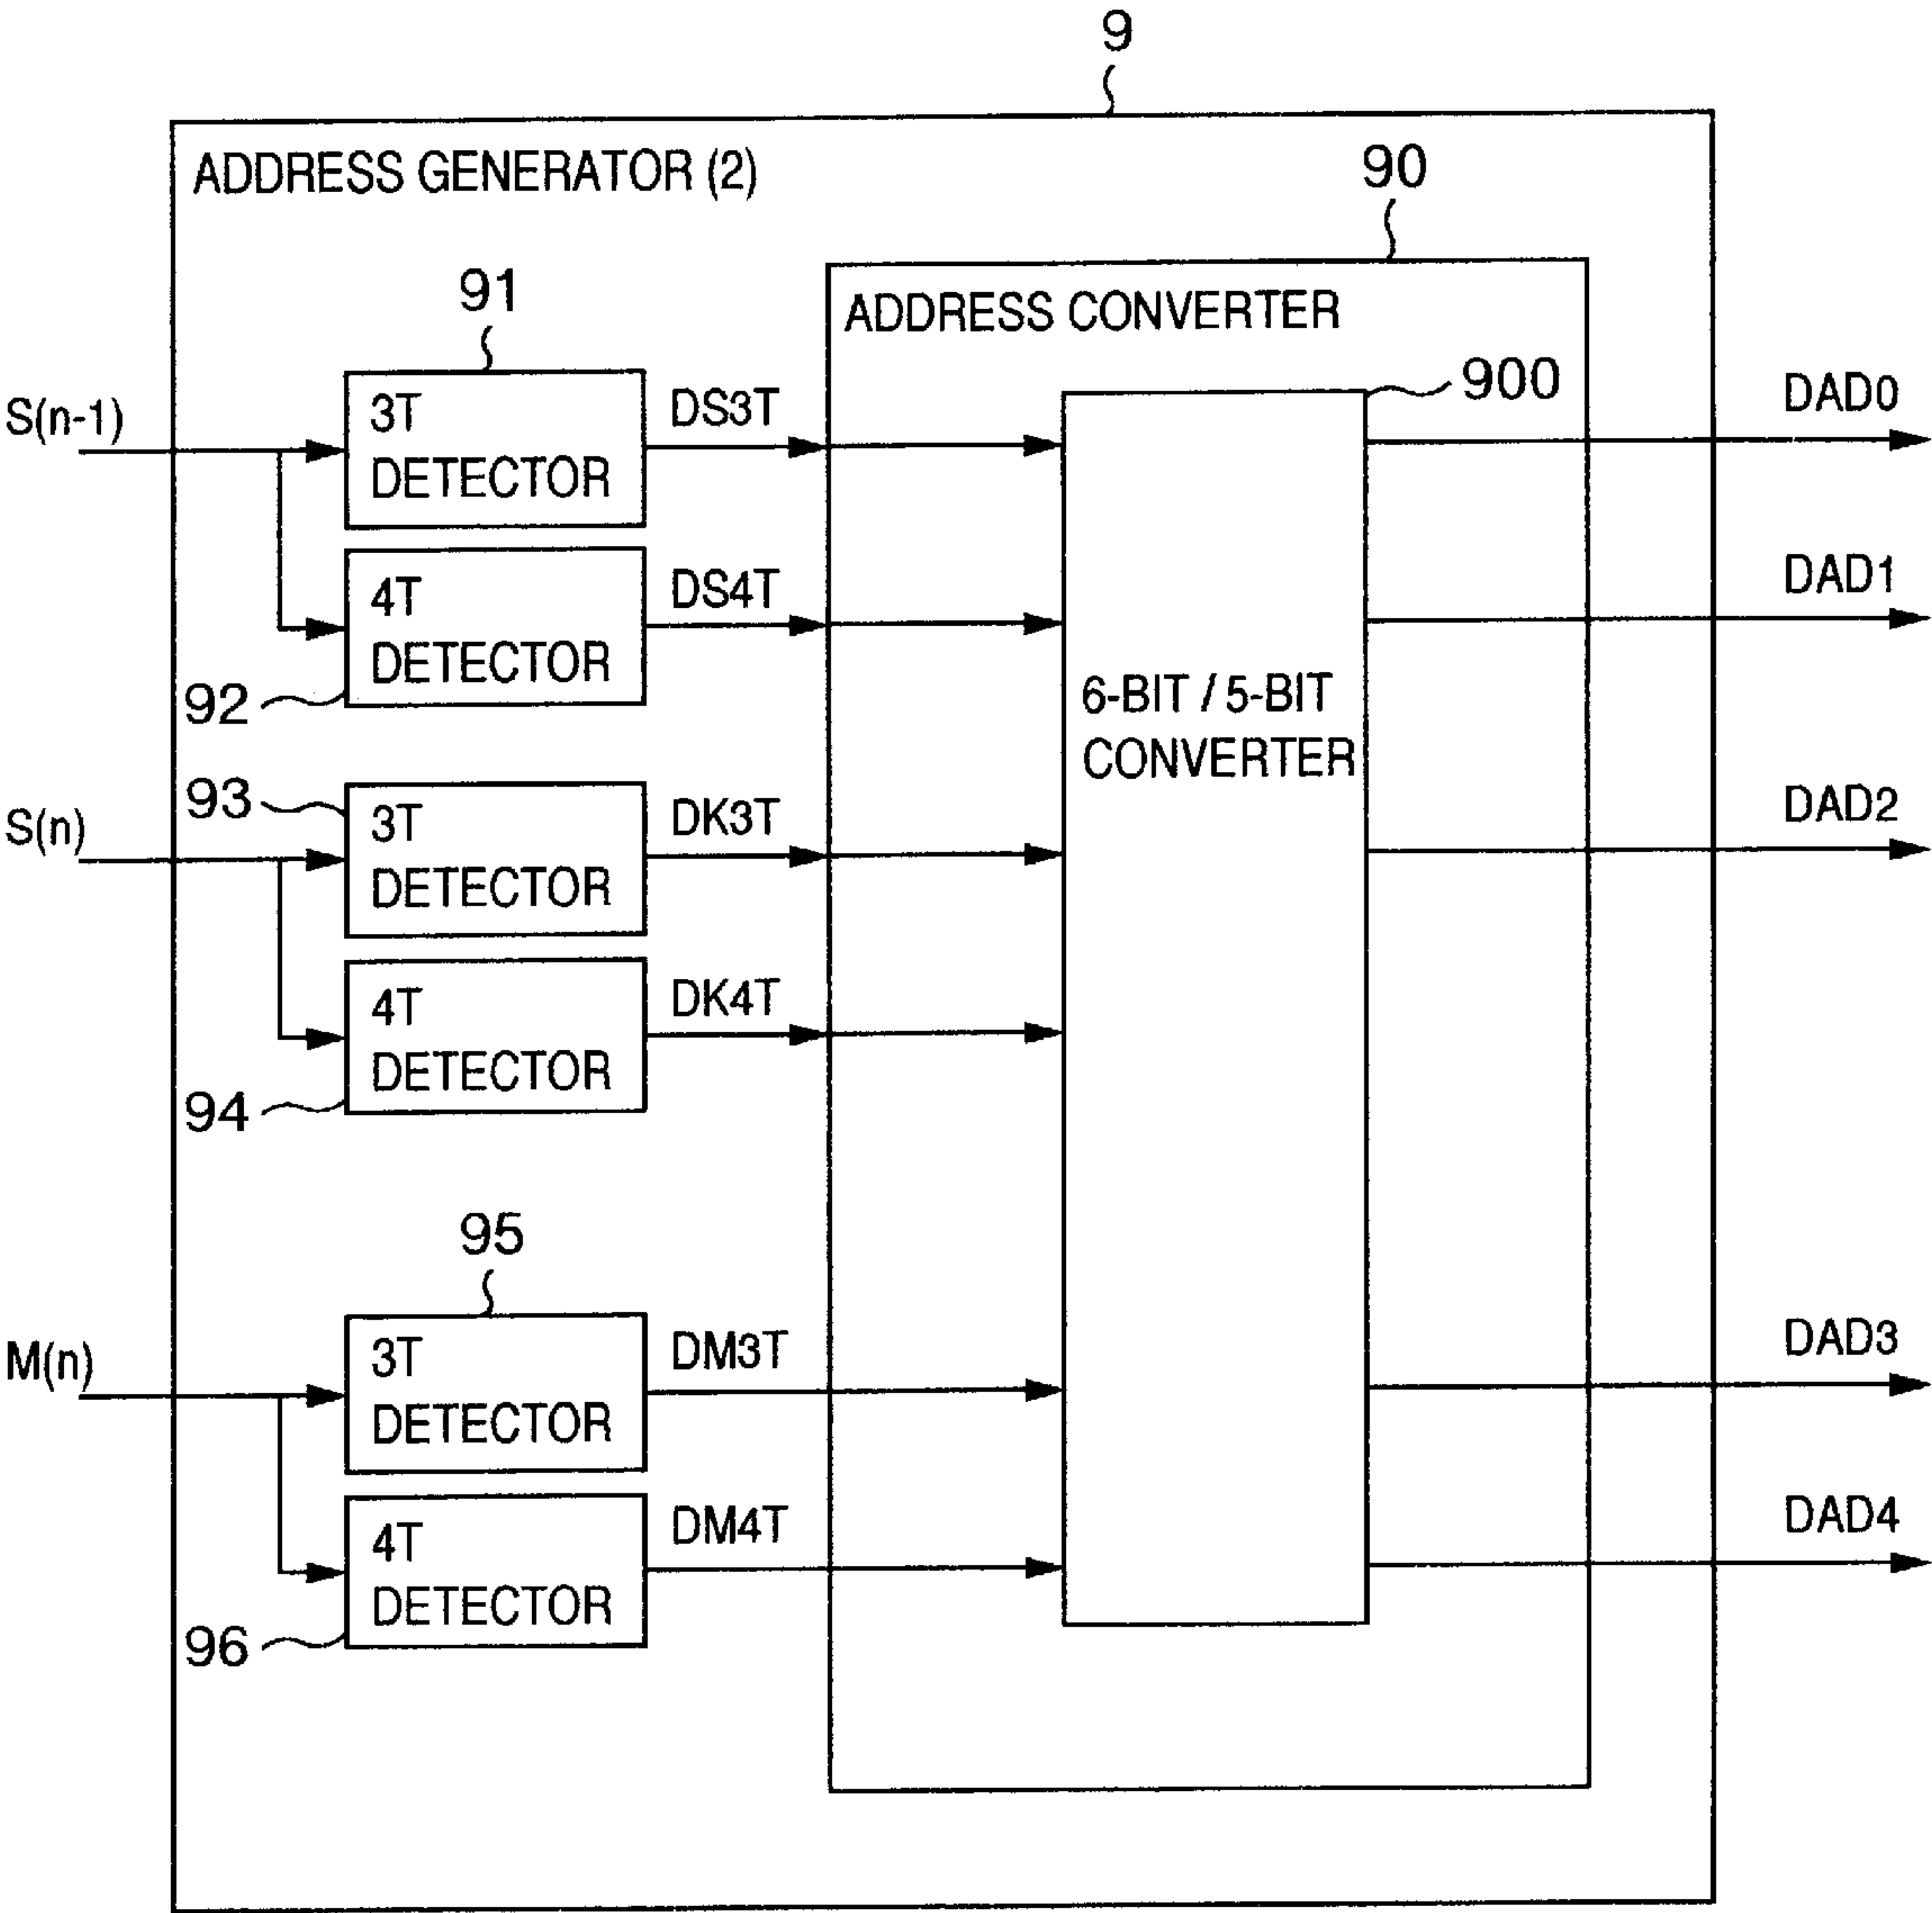 9
ADDRESS GENERATOR (2)
90
ADDRESS CONVERTER
91
900
S(n-1)
3T
DETECTOR
DS3T
DAD0
4T
DETECTOR
DS4T
DAD1
92
6-BIT / 5-BIT
CONVERTER
93
S(n)
3T
DETECTOR
DK3T
DAD2
4T
DETECTOR
DK4T
94
95
M(n)
3T
DETECTOR
DM3T
DAD3
4T
DETECTOR
DM4T
DAD4
96